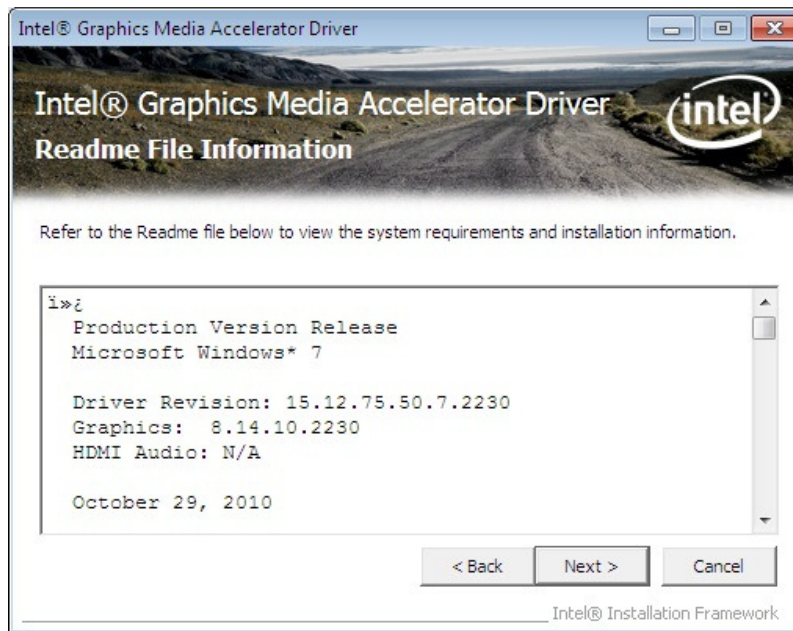 Intel® Graphics Media Accelerator Driver
Intel® Graphics Media Accelerator Driver
intel
Readme File Information
Refer to the Readme file below to view the system requirements and installation information.
ï»¿
Production Version Release
Microsoft Windows* 7
Driver Revision: 15.12.75.50.7.2230
Graphics:  8.14.10.2230
HDMI Audio: N/A
October 29, 2010
< Back
Next >
Cancel
Intel® Installation Framework